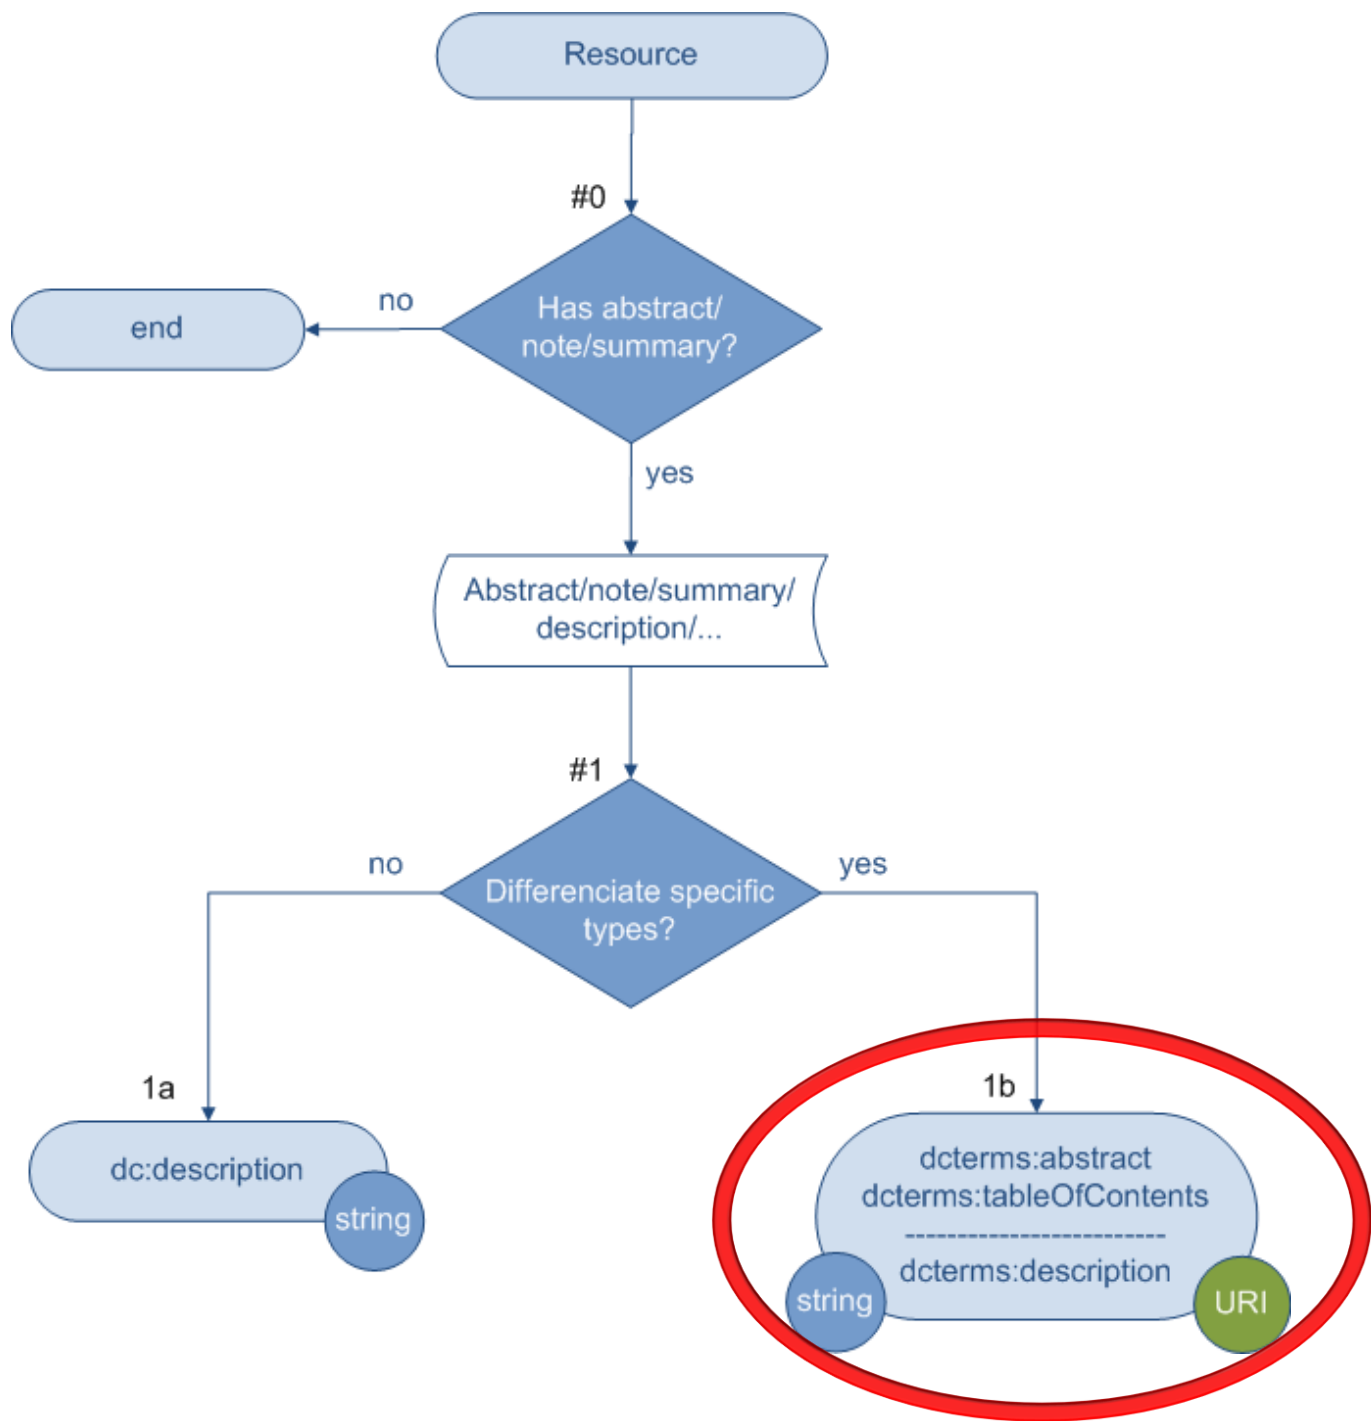 Resource
#0
Has abstract/
note/summary?
no
end
yes
Abstract/note/summary/
description/...
#1
Differenciate specific
types?
no
yes
1a
dc:description
string
1b
dcterms:abstract
dcterms:tableOfContents
--------------------------
dcterms:description
string
URI